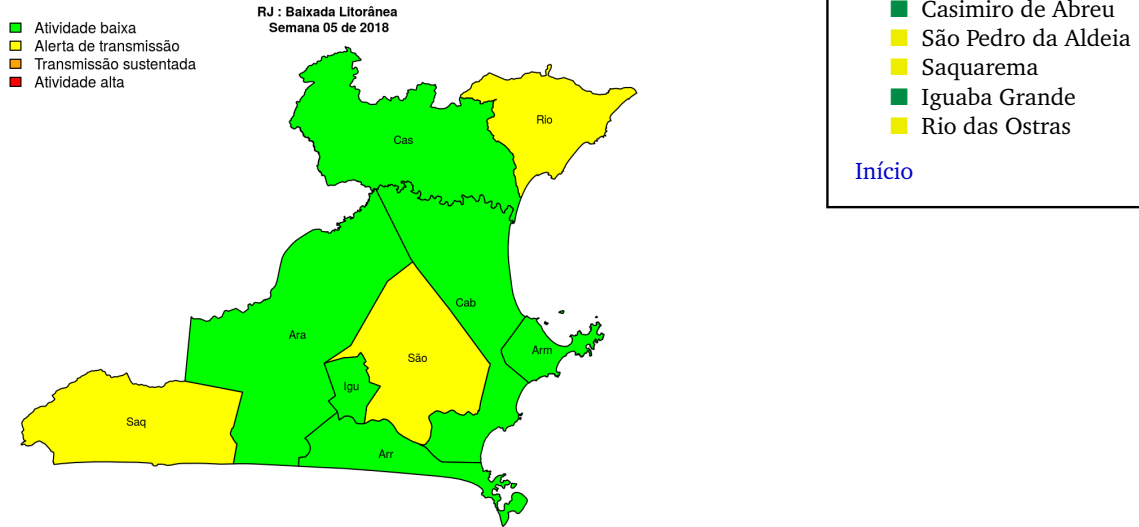 RJ : Baixada Litorânea
Semana 05 de 2018
Atividade baixa
Alerta de transmissão
Transmissão sustentada
Atividade alta
Cas
Rio
Cab
Ara
Arm
São
Igu
Saq
Arr
Casimiro de Abreu
São Pedro da Aldeia
Saquarema
Iguaba Grande
Rio das Ostras
Início